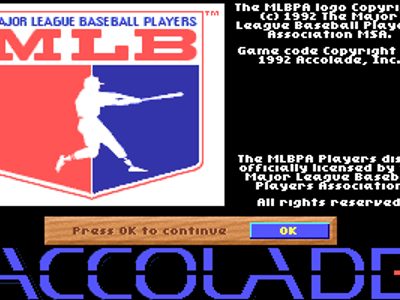 AJOR LEAGUE BASEBALL PLAYERS
MLB
TM
The MLBPA logo Copyri
(c) 1992 The Major
League Baseball Playe
Association MSA.
Game code Copyright
1992 Accolade, Inc.
The MLBPA Players dis
officially licensed by
Major League Baseb
Players Association
All rights reserved
Press OK to continue
OK
ACCOLADE